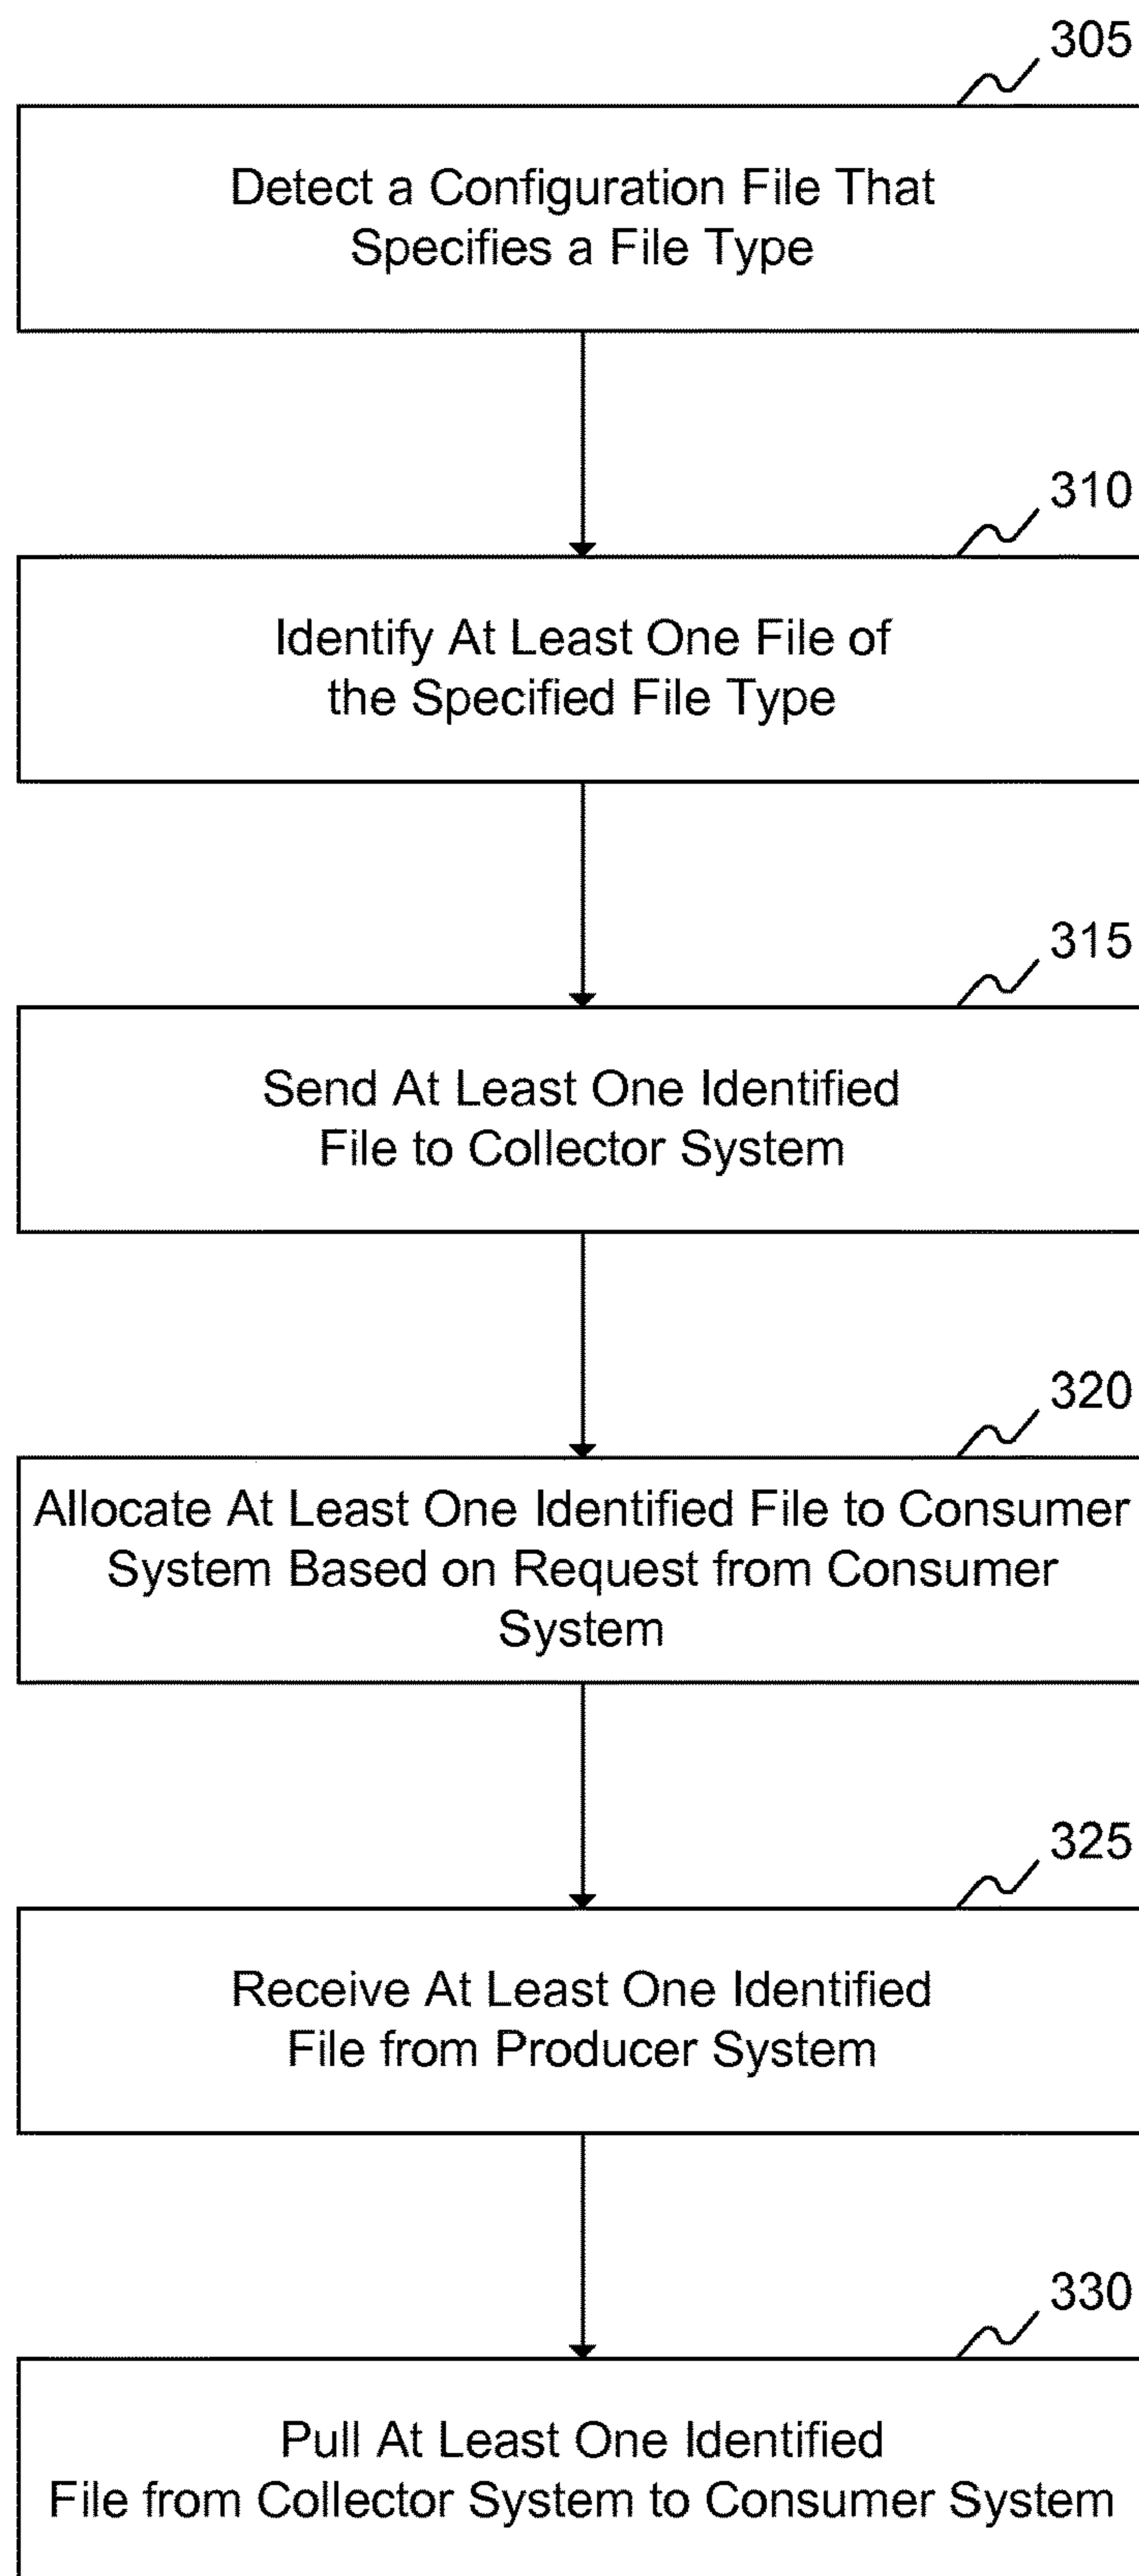 305
Detect a Configuration File That
Specifies a File Type
310
Identify At Least One File of
the Specified File Type
315
Send At Least One Identified
File to Collector System
320
Allocate At Least One Identified File to Consumer
System Based on Request from Consumer
System
325
Receive At Least One Identified
File from Producer System
330
Pull At Least One Identified
File from Collector System to Consumer System